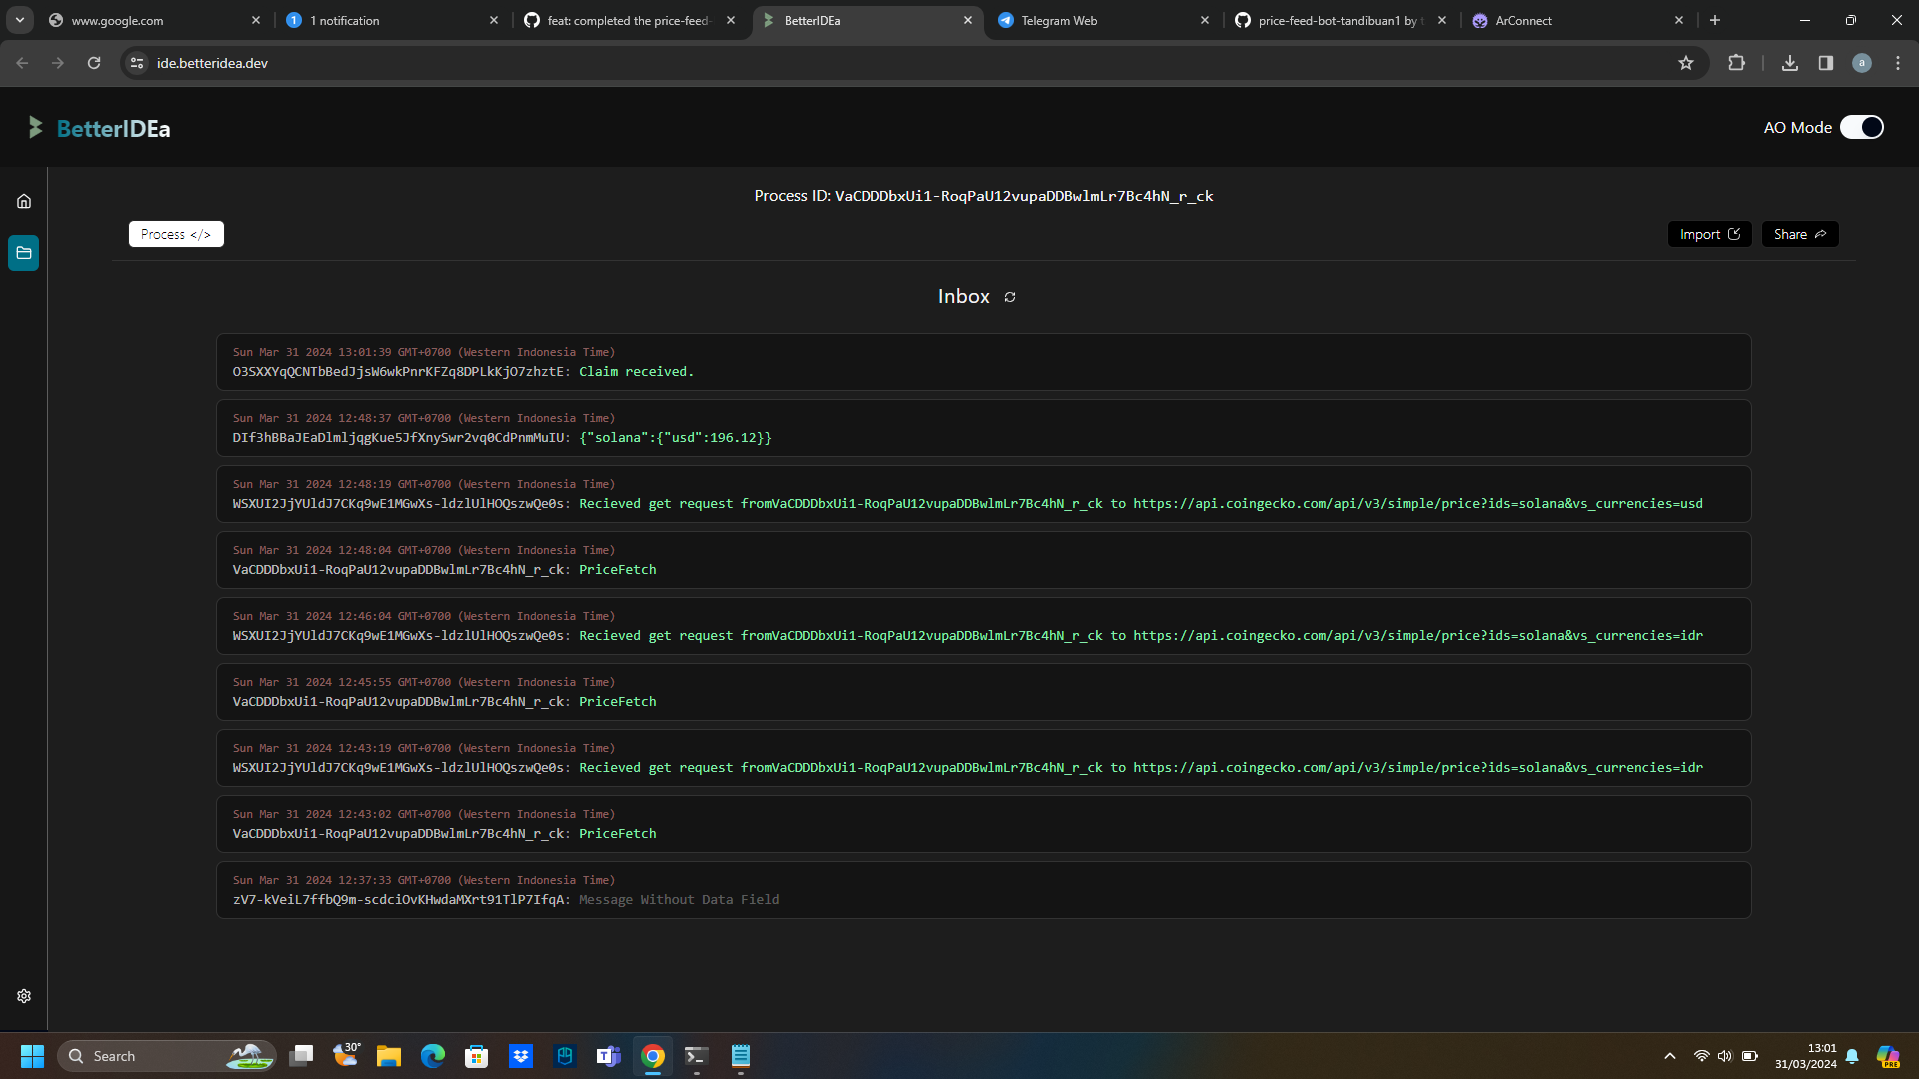 www.google.com
1 1 notification
feat: completed the price-feed-
BetterIDEa
Telegram Web
price-feed-bot-tandibuan1 by t
ArConnect
ide.betteridea.dev
a
BetterIDEa
AO Mode
Process ID: VaCDDDbxUi1-RoqPaU12vupaDDBwlmLr7Bc4hN_r_ck
Process </>
Import
Share
Inbox
Sun Mar 31 2024 13:01:39 GMT+0700 (Western Indonesia Time)
O3SXXYqQCNTbBedJjsW6wkPnrKFZq8DPLkKjO7zhztE: Claim received.
Sun Mar 31 2024 12:48:37 GMT+0700 (Western Indonesia Time)
DIf3hBBaJEaDlmljqgKue5JfXnySwr2vq0CdPnmMuIU: {"solana":{"usd":196.12}}
Sun Mar 31 2024 12:48:19 GMT+0700 (Western Indonesia Time)
WSXUI2JjYUldJ7CKq9wE1MGwXs-ldzlUlHOQszwQe0s: Recieved get request fromVaCDDDbxUi1-RoqPaU12vupaDDBwlmLr7Bc4hN_r_ck to https://api.coingecko.com/api/v3/simple/price?ids=solana&vs_currencies=usd
Sun Mar 31 2024 12:48:04 GMT+0700 (Western Indonesia Time)
VaCDDDbxUi1-RoqPaU12vupaDDBwlmLr7Bc4hN_r_ck: PriceFetch
Sun Mar 31 2024 12:46:04 GMT+0700 (Western Indonesia Time)
WSXUI2JjYUldJ7CKq9wE1MGwXs-ldzlUlHOQszwQe0s: Recieved get request fromVaCDDDbxUi1-RoqPaU12vupaDDBwlmLr7Bc4hN_r_ck to https://api.coingecko.com/api/v3/simple/price?ids=solana&vs_currencies=idr
Sun Mar 31 2024 12:45:55 GMT+0700 (Western Indonesia Time)
VaCDDDbxUi1-RoqPaU12vupaDDBwlmLr7Bc4hN_r_ck: PriceFetch
Sun Mar 31 2024 12:43:19 GMT+0700 (Western Indonesia Time)
WSXUI2JjYUldJ7CKq9wE1MGwXs-ldzlUlHOQszwQe0s: Recieved get request fromVaCDDDbxUi1-RoqPaU12vupaDDBwlmLr7Bc4hN_r_ck to https://api.coingecko.com/api/v3/simple/price?ids=solana&vs_currencies=idr
Sun Mar 31 2024 12:43:02 GMT+0700 (Western Indonesia Time)
VaCDDDbxUi1-RoqPaU12vupaDDBwlmLr7Bc4hN_r_ck: PriceFetch
Sun Mar 31 2024 12:37:33 GMT+0700 (Western Indonesia Time)
zV7-kVeiL7ffbQ9m-scdciOvKHwdaMXrt91TlP7IfqA: Message Without Data Field
Search
30°
13:01
31/03/2024
PRE